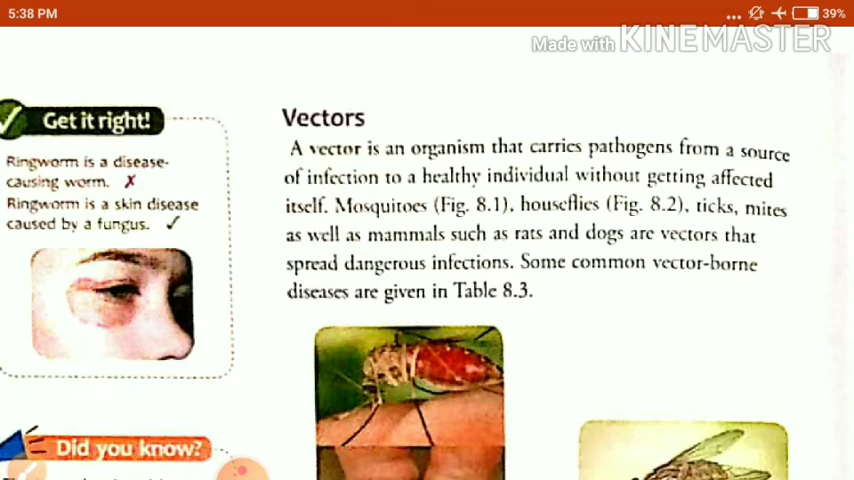 5:38 PM
39%
Made with KINEMASTER
Get it right!
Ringworm is a disease-
causing worm. ✗
Ringworm is a skin disease
caused by a fungus. ✓
Vectors
A vector is an organism that carries pathogens from a source
of infection to a healthy individual without getting affected
itself. Mosquitoes (Fig. 8.1), houseflies (Fig. 8.2), ticks, mites
as well as mammals such as rats and dogs are vectors that
spread dangerous infections. Some common vector-borne
diseases are given in Table 8.3.
Did you know?